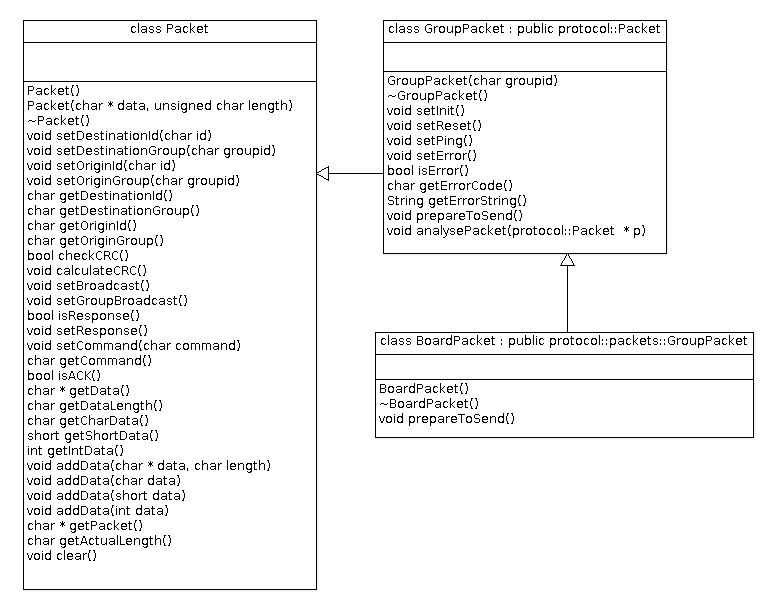 class Packet
Packet()
Packet(char * data, unsigned char length)
~Packet()
void setDestinationId(char id)
void setDestinationGroup(char groupid)
void setOriginId(char id)
void setOriginGroup(char groupid)
char getDestinationId()
char getDestinationGroup()
char getOriginId()
char getOriginGroup()
bool checkCRC()
void calculateCRC()
void setBroadcast()
void setGroupBroadcast()
bool isResponse()
void setResponse()
void setCommand(char command)
char getCommand()
bool isACK()
char * getData()
char getDataLength()
char getCharData()
short getShortData()
int getIntData()
void addData(char * data, char length)
void addData(char data)
void addData(short data)
void addData(int data)
char * getPacket()
char getActualLength()
void clear()
class GroupPacket : public protocol::Packet
GroupPacket(char groupid)
~GroupPacket()
void setInit()
void setReset()
void setPing()
void setError()
bool isError()
char getErrorCode()
String getErrorString()
void prepareToSend()
void analysePacket(protocol::Packet * p)
class BoardPacket : public protocol::packets::GroupPacket
BoardPacket()
~BoardPacket()
void prepareToSend()